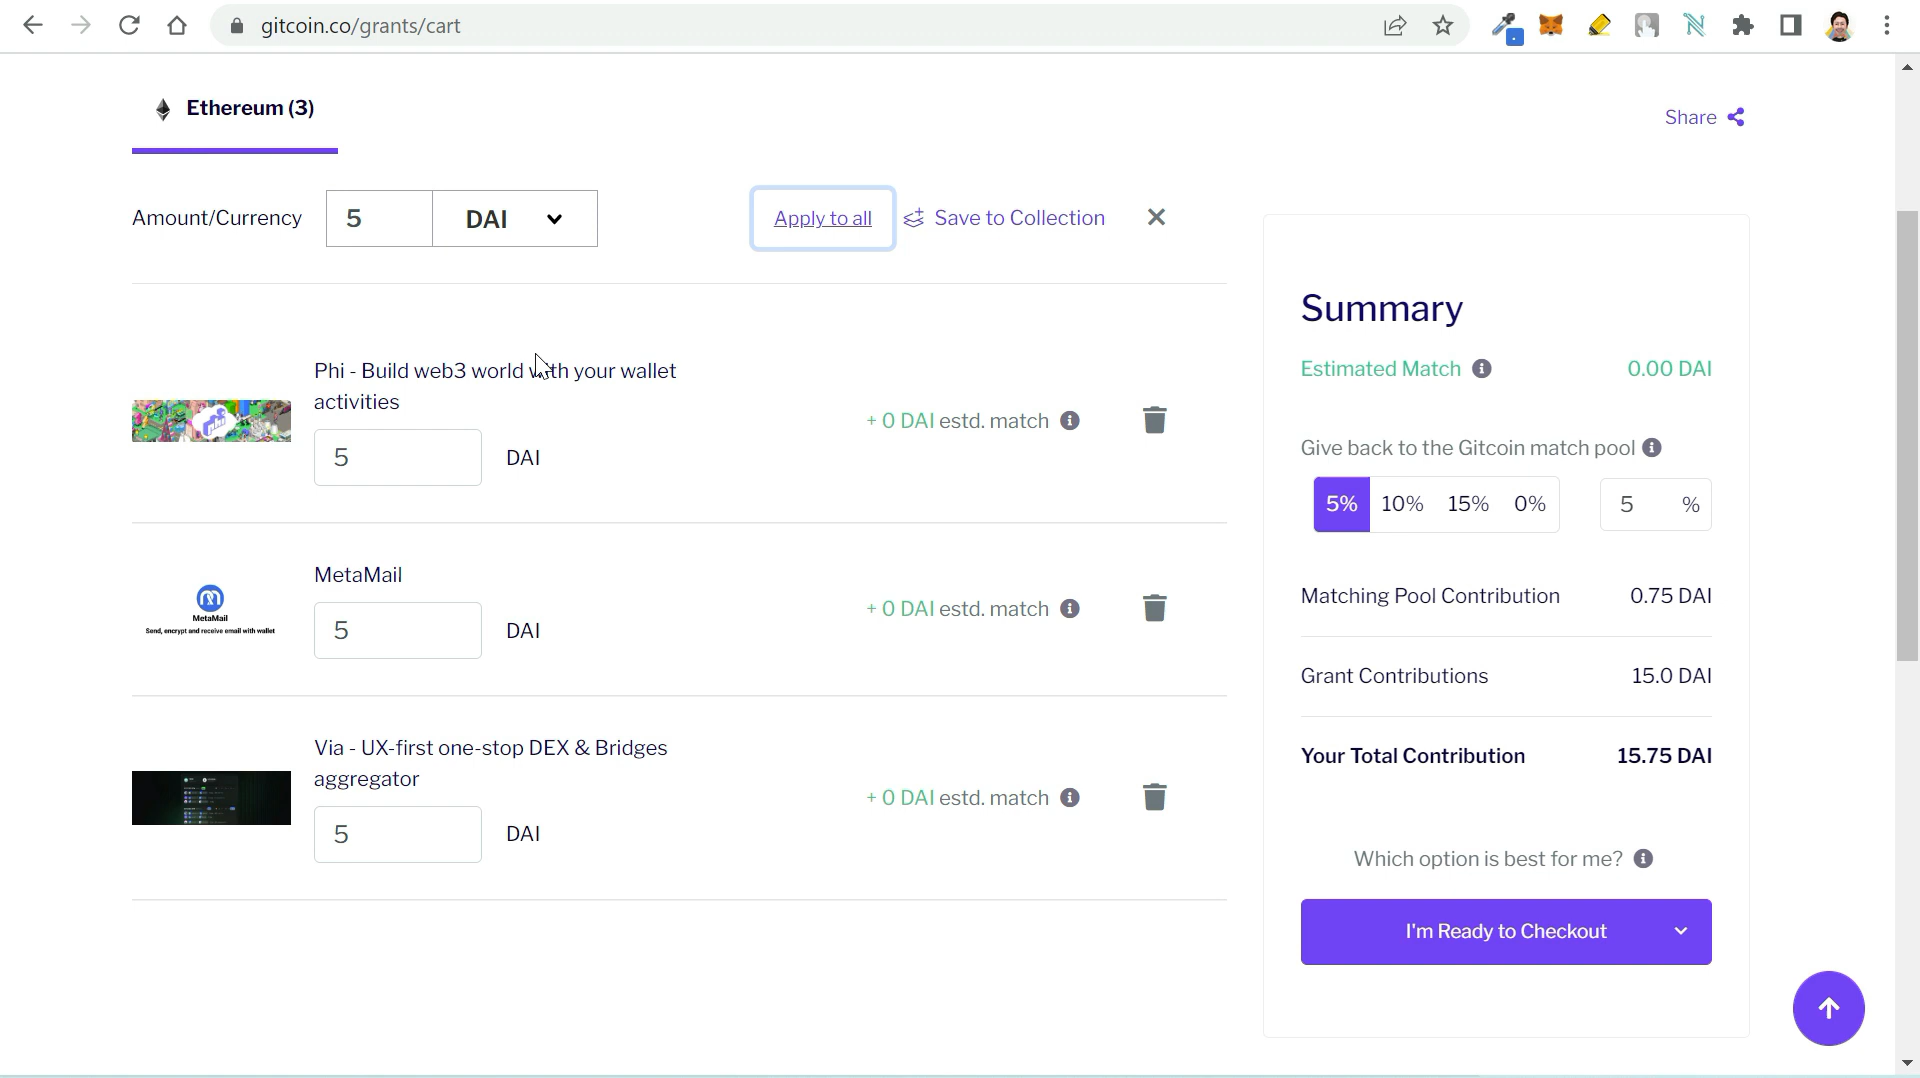 gitcoin.co/grants/cart
Ethereum (3)
Share
Amount/Currency 5 DAI Apply to all Save to Collection
Phi - Build web3 world with your wallet
activities
5 DAI
+ 0 DAI estd. match
MetaMail
MetaMail
Send, encrypt and receive email with wallet
5 DAI
+ 0 DAI estd. match
Via - UX-first one-stop DEX & Bridges
aggregator
5 DAI
+ 0 DAI estd. match
Summary
Estimated Match 0.00 DAI
Give back to the Gitcoin match pool
5% 10% 15% 0% 5 %
Matching Pool Contribution 0.75 DAI
Grant Contributions 15.0 DAI
Your Total Contribution 15.75 DAI
Which option is best for me?
I'm Ready to Checkout